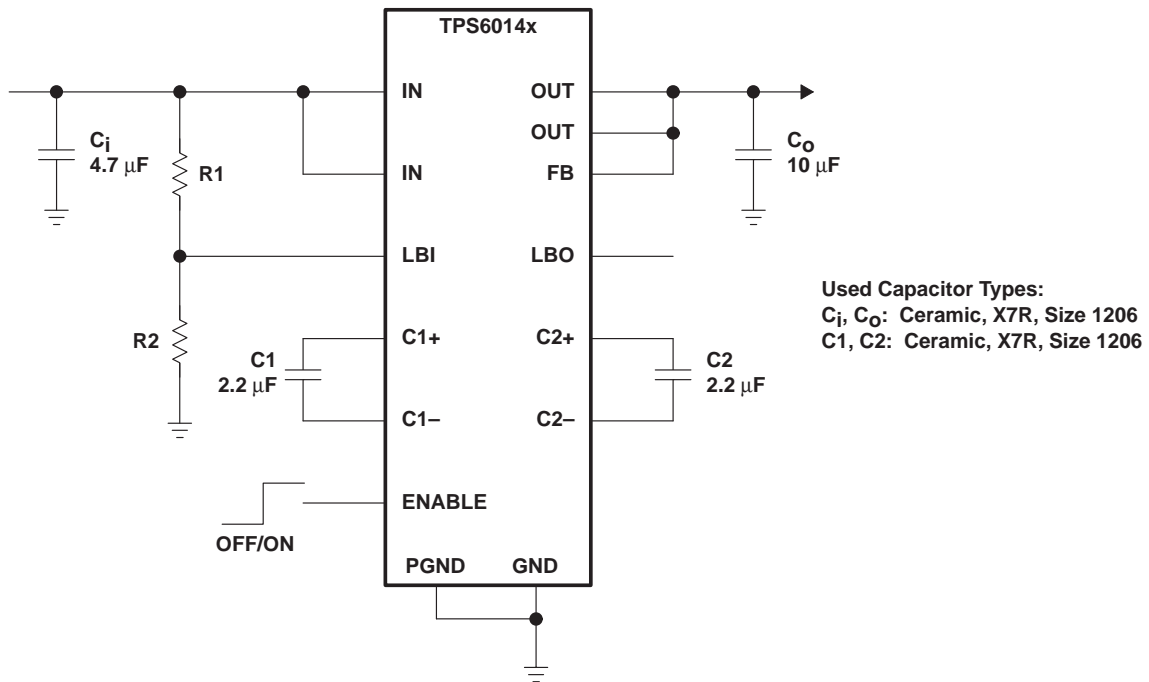 TPS6014x
IN
OUT
Ci
4.7 μF
R1
OUT
Co
10 μF
IN
FB
LBI
LBO
Used Capacitor Types:
Ci, Co: Ceramic, X7R, Size 1206
C1, C2: Ceramic, X7R, Size 1206
R2
C1+
C2+
C1
2.2 μF
C2
2.2 μF
C1–
C2–
ENABLE
OFF/ON
PGND
GND